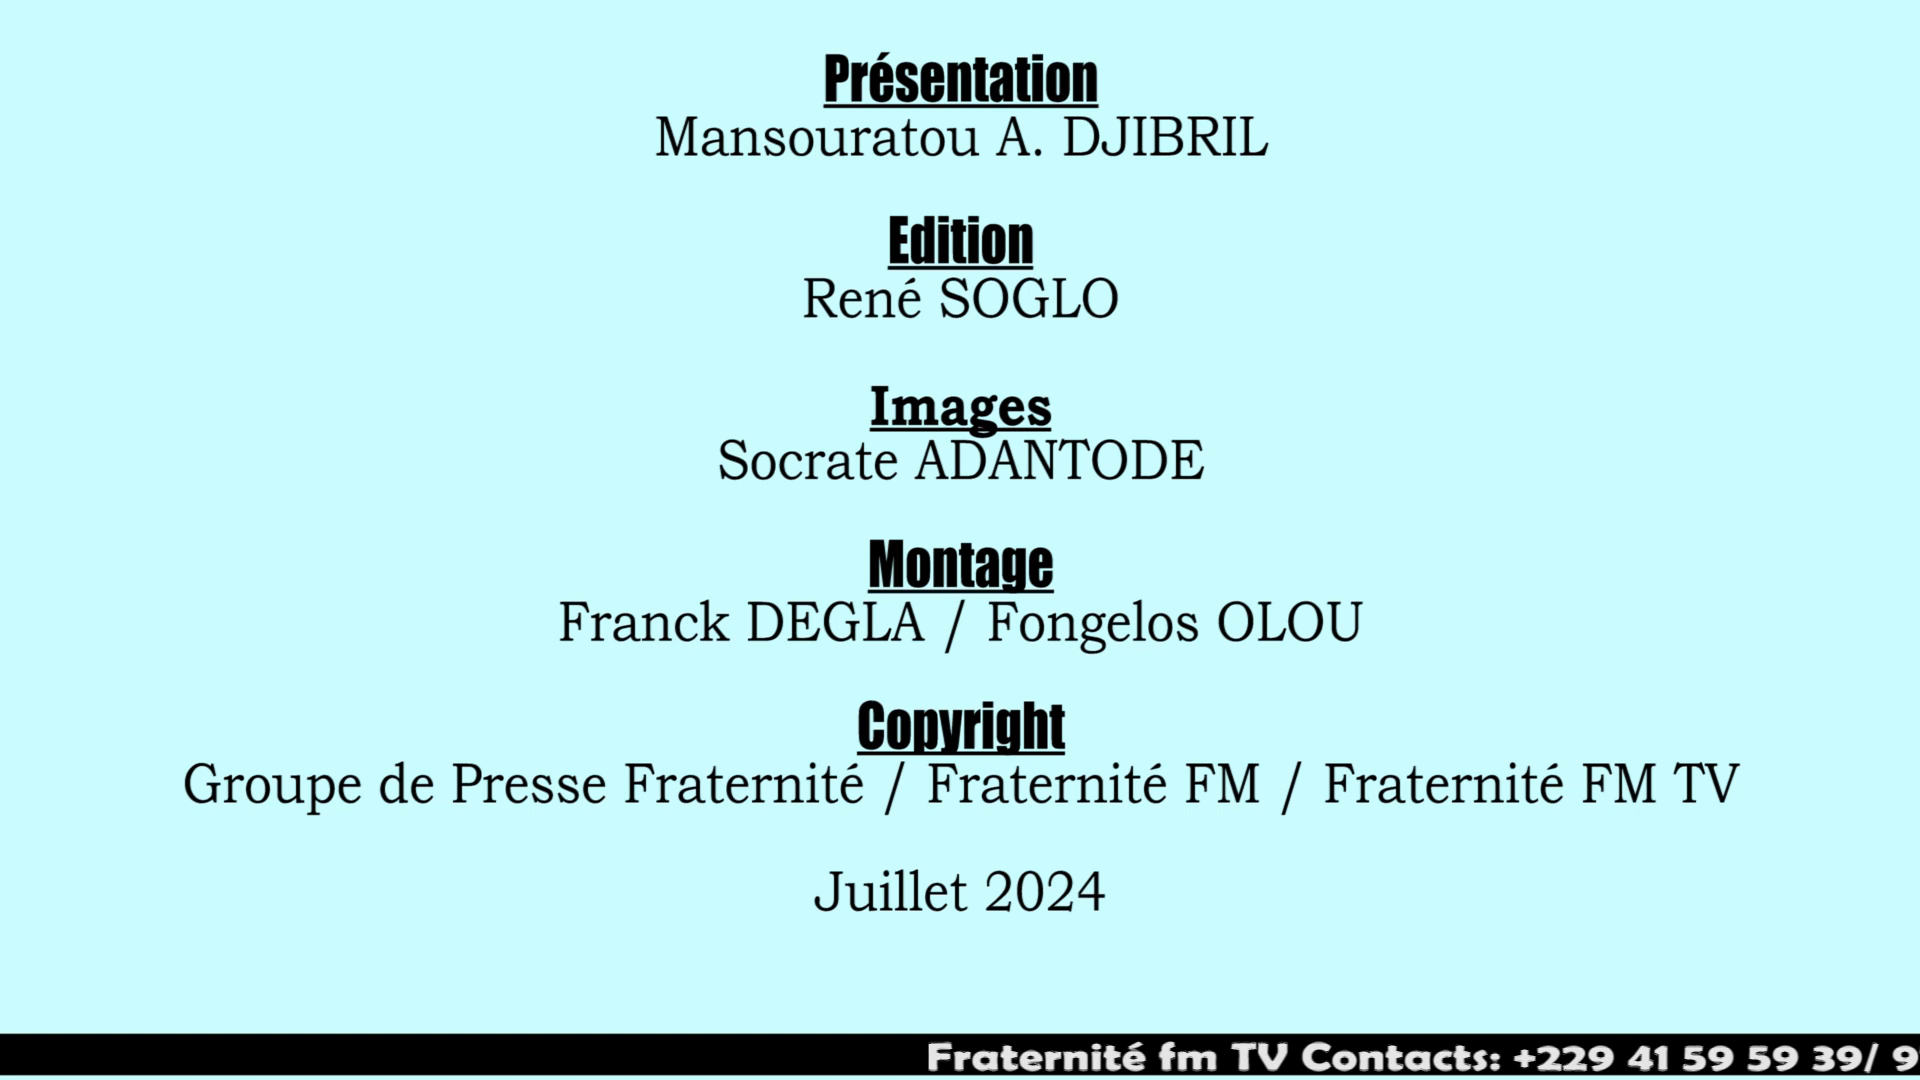 Présentation
Mansouratou A. DJIBRIL
Edition
René SOGLO
Images
Socrate ADANTODE
Montage
Franck DEGLA / Fongelos OLOU
Copyright
Groupe de Presse Fraternité / Fraternité FM / Fraternité FM TV
Juillet 2024
Fraternité fm TV Contacts: +229 41 59 59 39/ 9